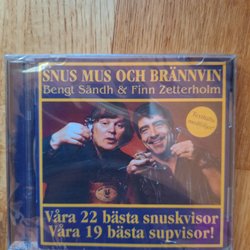 SNUS MUS OCH BRÄNNVIN
Bengt Sändh & Finn Zetterholm
Våra 22 bästa snuskvisor
Våra 19 bästa supvisor!